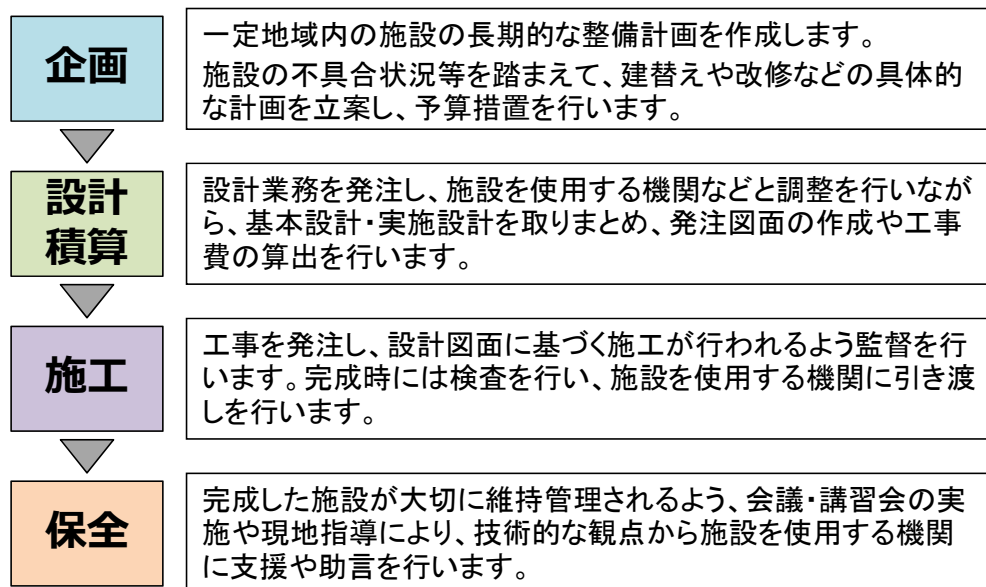 企画
一定地域内の施設の長期的な整備計画を作成します。
施設の不具合状況等を踏まえて、建替えや改修などの具体的
な計画を立案し、予算措置を行います。
設計
積算
設計業務を発注し、施設を使用する機関などと調整を行いなが
ら、基本設計・実施設計を取りまとめ、発注図面の作成や工事
費の算出を行います。
施工
工事を発注し、設計図面に基づく施工が行われるよう監督を行
います。完成時には検査を行い、施設を使用する機関に引き渡
しを行います。
保全
完成した施設が大切に維持管理されるよう、会議・講習会の実
施や現地指導により、技術的な観点から施設を使用する機関
に支援や助言を行います。